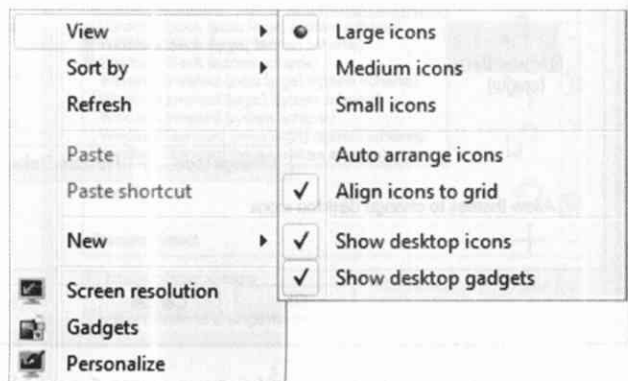 View
Sort by
Refresh
Paste
Paste shortcut
New
Screen resolution
Gadgets
Personalize
Large icons
Medium icons
Small icons
Auto arrange icons
Align icons to grid
Show desktop icons
Show desktop gadgets